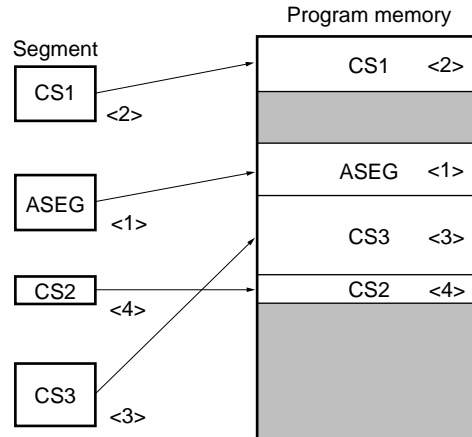 Program memory
Segment
CS1
<2>
ASEG
<1>
CS2
<4>
CS3
<3>
CS1 <2>
ASEG <1>
CS3 <3>
CS2 <4>